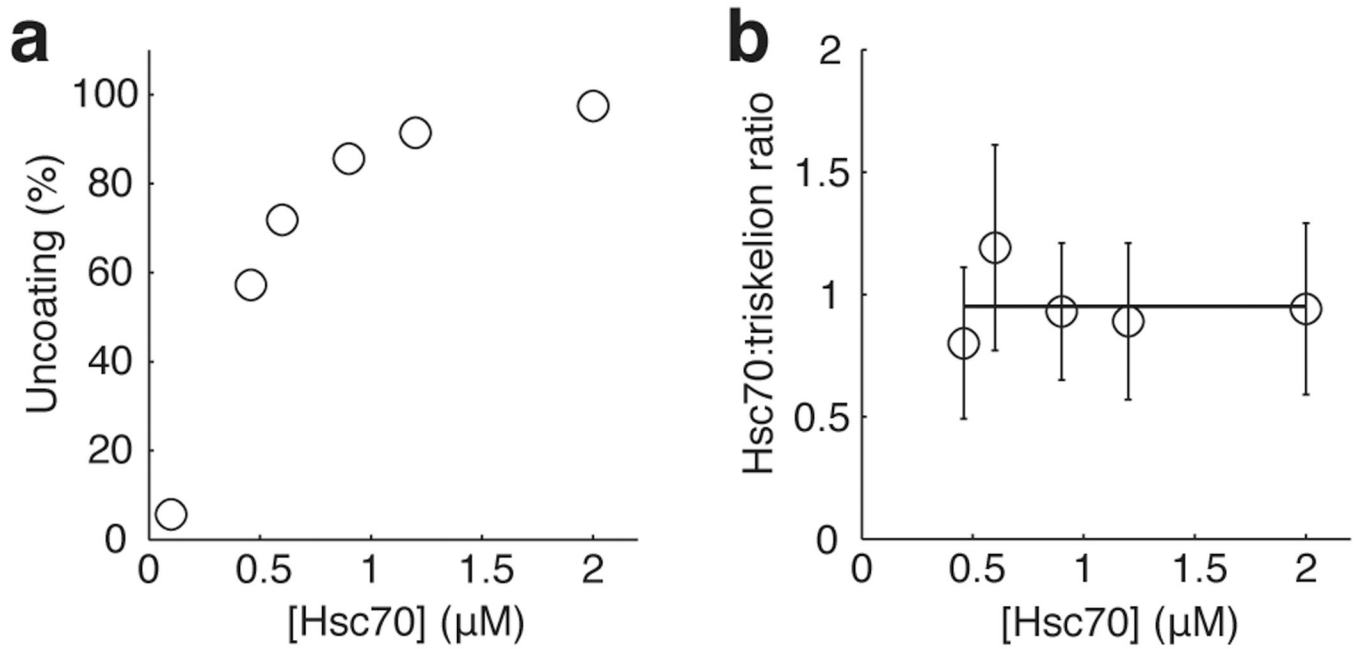 a
Uncoating (%)
100
80
60
40
20
0
0 0.5 1 1.5 2
[Hsc70] (μM)
b
Hsc70:triskelion ratio
2
1.5
1
0.5
0
0 0.5 1 1.5 2
[Hsc70] (μM)